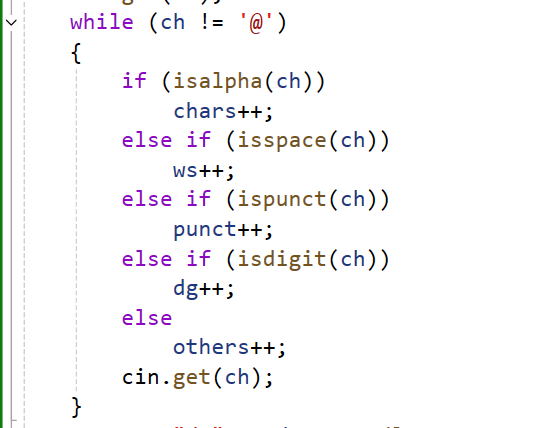 while (ch != '@')
{
if (isalpha(ch))
chars++;
else if (isspace(ch))
ws++;
else if (ispunct(ch))
punct++;
else if (isdigit(ch))
dg++;
else
others++;
cin.get(ch);
}